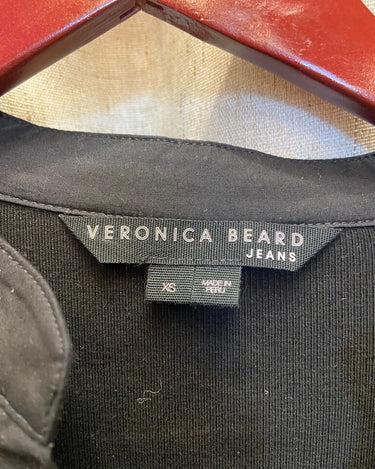 VERONICA BEARD
JEANS
XS
MADE IN
PERU